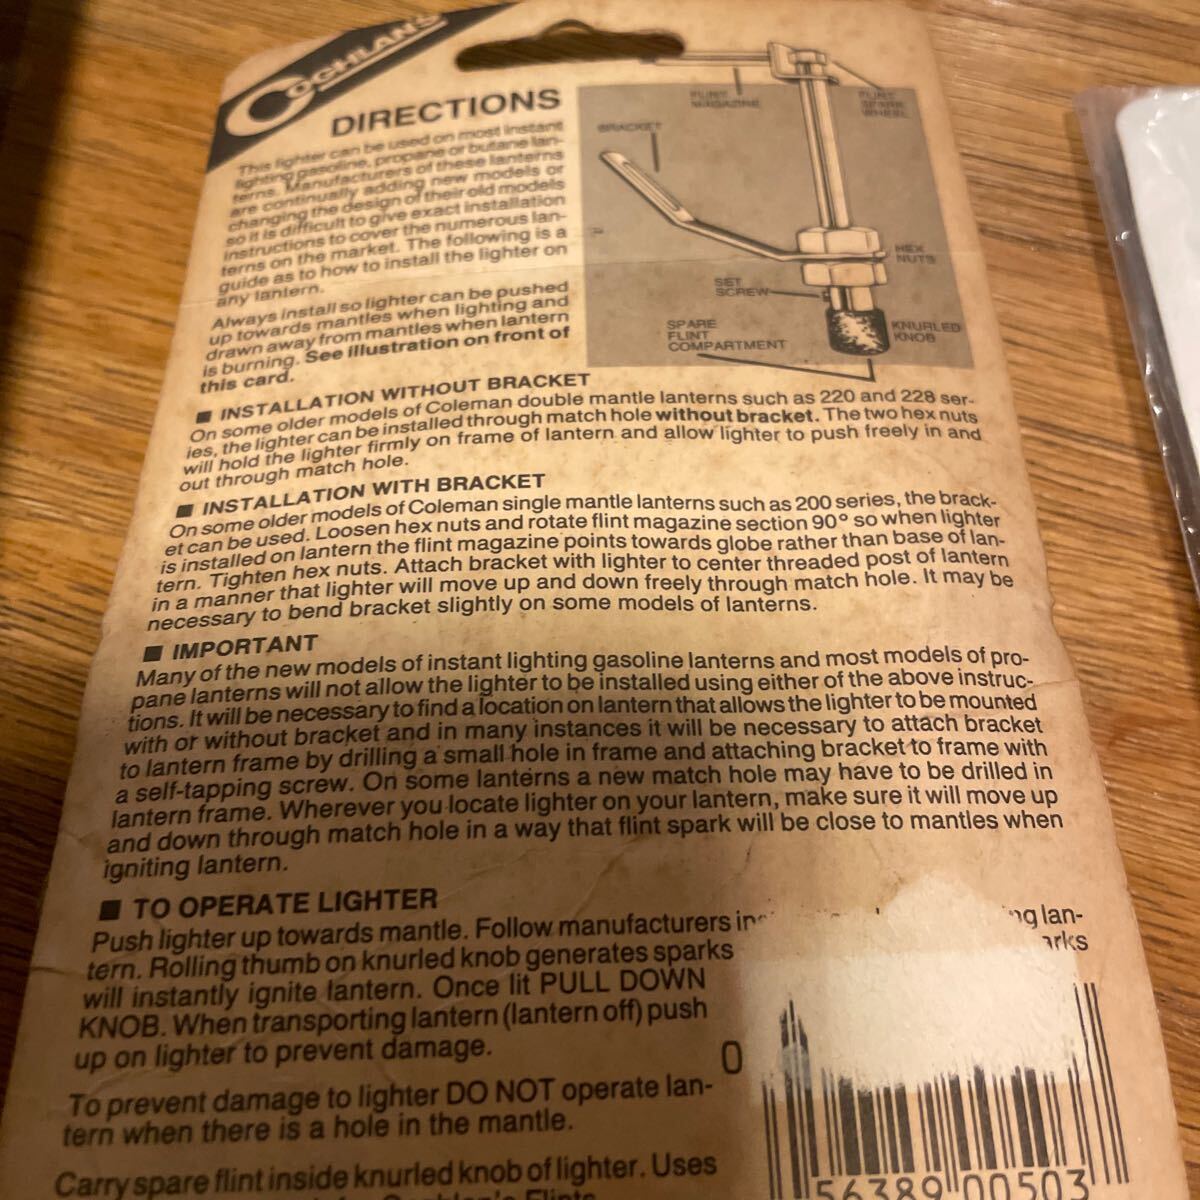 COGHLAN'S
DIRECTIONS
This lighter can be used on most instant
lighting gasoline, propane or butane lan-
terns. Manufacturers of these lanterns
are continually adding new models or
changing the design of their old models
so it is difficult to give exact installation
instructions to cover the numerous lan-
terns on the market. The following is a
guide as to how to install the lighter on
any lantern.
Always install so lighter can be pushed
up towards mantles when lighting and
drawn away from mantles when lantern
is burning. See illustration on front of
this card.
FLINT
MAGAZINE
FLINT
SPARK
WHEEL
BRACKET
HEX
NUTS
SET
SCREW
SPARE
FLINT
COMPARTMENT
KNURLED
KNOB
■ INSTALLATION WITHOUT BRACKET
On some older models of Coleman double mantle lanterns such as 220 and 228 ser-
ies, the lighter can be installed through match hole without bracket. The two hex nuts
will hold the lighter firmly on frame of lantern and allow lighter to push freely in and
out through match hole.
■ INSTALLATION WITH BRACKET
On some older models of Coleman single mantle lanterns such as 200 series, the brack-
et can be used. Loosen hex nuts and rotate flint magazine section 90° so when lighter
is installed on lantern the flint magazine points towards globe rather than base of lan-
tern. Tighten hex nuts. Attach bracket with lighter to center threaded post of lantern
in a manner that lighter will move up and down freely through match hole. It may be
necessary to bend bracket slightly on some models of lanterns.
■ IMPORTANT
Many of the new models of instant lighting gasoline lanterns and most models of pro-
pane lanterns will not allow the lighter to be installed using either of the above instruc-
tions. It will be necessary to find a location on lantern that allows the lighter to be mounted
with or without bracket and in many instances it will be necessary to attach bracket
to lantern frame by drilling a small hole in frame and attaching bracket to frame with
a self-tapping screw. On some lanterns a new match hole may have to be drilled in
lantern frame. Wherever you locate lighter on your lantern, make sure it will move up
and down through match hole in a way that flint spark will be close to mantles when
igniting lantern.
■ TO OPERATE LIGHTER
Push lighter up towards mantle. Follow manufacturers lan-
tern. Rolling thumb on knurled knob generates sparks
will instantly ignite lantern. Once lit PULL DOWN
KNOB. When transporting lantern (lantern off) push
up on lighter to prevent damage.
To prevent damage to lighter DO NOT operate lan-
tern when there is a hole in the mantle.
Carry spare flint inside knurled knob of lighter. Uses
Coghlan's Flints
0 56389 00503